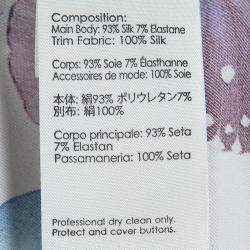 Composition:
Main Body: 93% Silk 7% Elastane
Trim Fabric: 100% Silk
Corps: 93% Soie 7% Élasthanne
Accessoires de mode: 100% Soie
本体: 絹93% ポリウレタン7%
別布: 絹100%
Corpo principale: 93% Seta
7% Elastan
Passamaneria: 100% Seta
Professional dry clean only.
Protect and cover buttons.